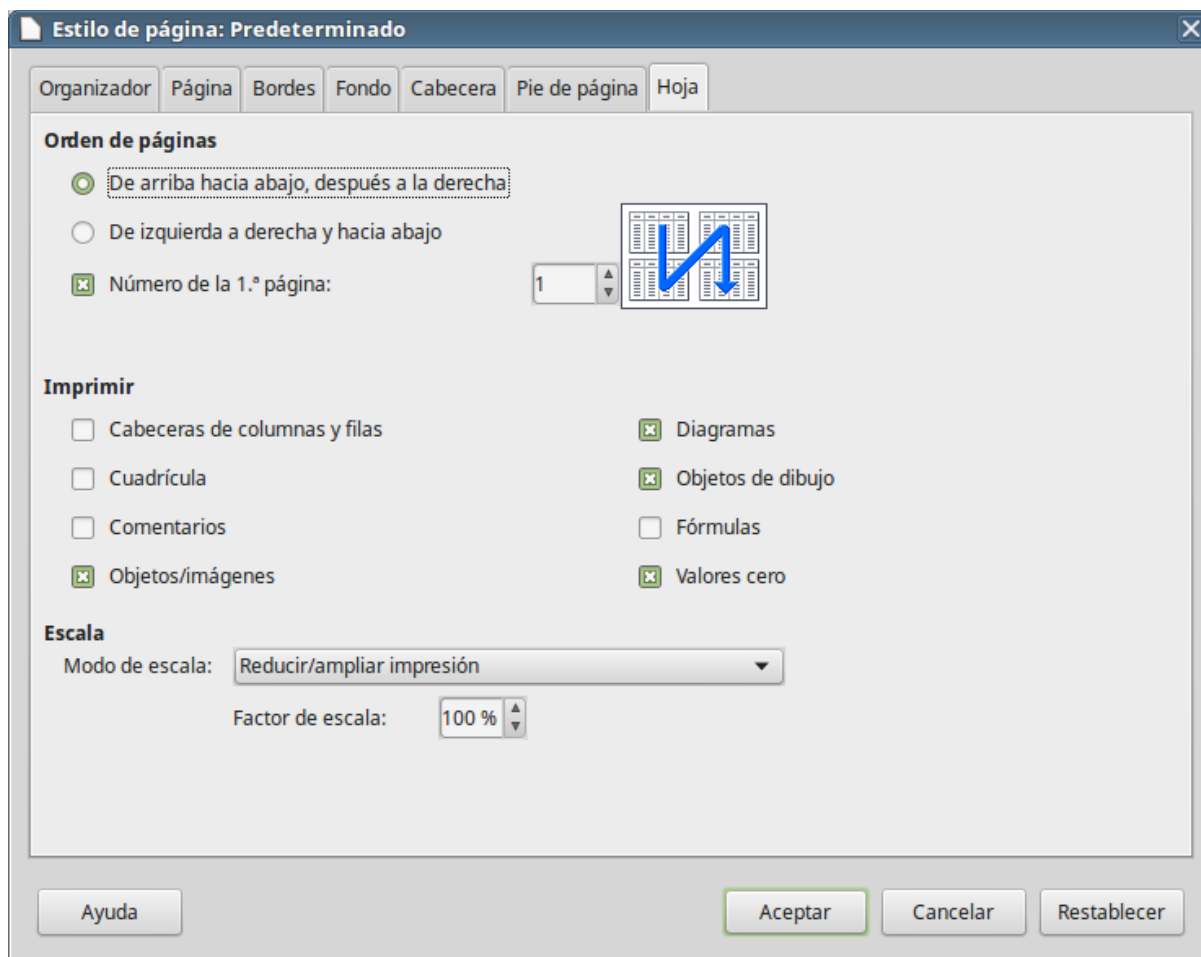 Estilo de página: Predeterminado
Organizador Página Bordes Fondo Cabecera Pie de página Hoja
Orden de páginas
De arriba hacia abajo, después a la derecha
De izquierda a derecha y hacia abajo
Número de la 1.ª página: 1
Imprimir
Cabeceras de columnas y filas Diagramas
Cuadrícula Objetos de dibujo
Comentarios Fórmulas
Objetos/imágenes Valores cero
Escala
Modo de escala: Reducir/ampliar impresión
Factor de escala: 100 %
Ayuda Aceptar Cancelar Restablecer